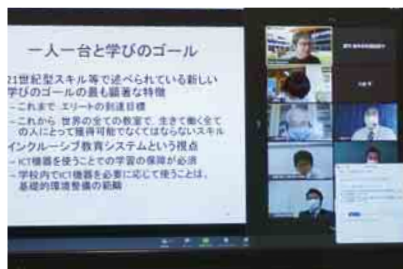 一人一台と学びのゴール
21世紀型スキル等で述べられている新しい
学びのゴールの最も顕著な特徴
–これまで エリートの到達目標
–これから 世界の全ての教室で、生きて働く全て
の人にとって獲得可能でなくてはならないスキル
インクルーシブ教育システムという視点
–ICT機器を使うことでの学習の保障が必須
–学校内でICT機器を必要に応じて使うことは、
基礎的環境整備の範疇